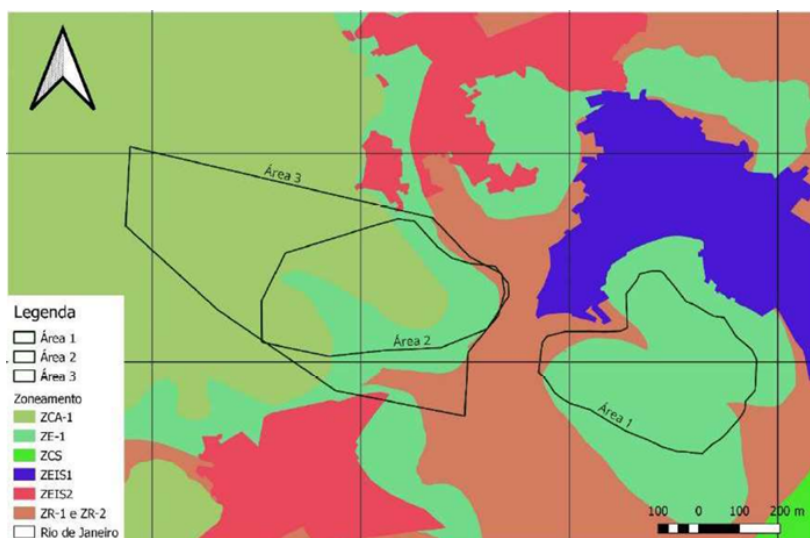 Área 3
Área 2
Área 1
Legenda
Área 1
Área 2
Área 3
Zoneamento
ZCA-1
ZE-1
ZCS
ZEIS1
ZEIS2
ZR-1 e ZR-2
Rio de Janeiro
100 0 100 200 m